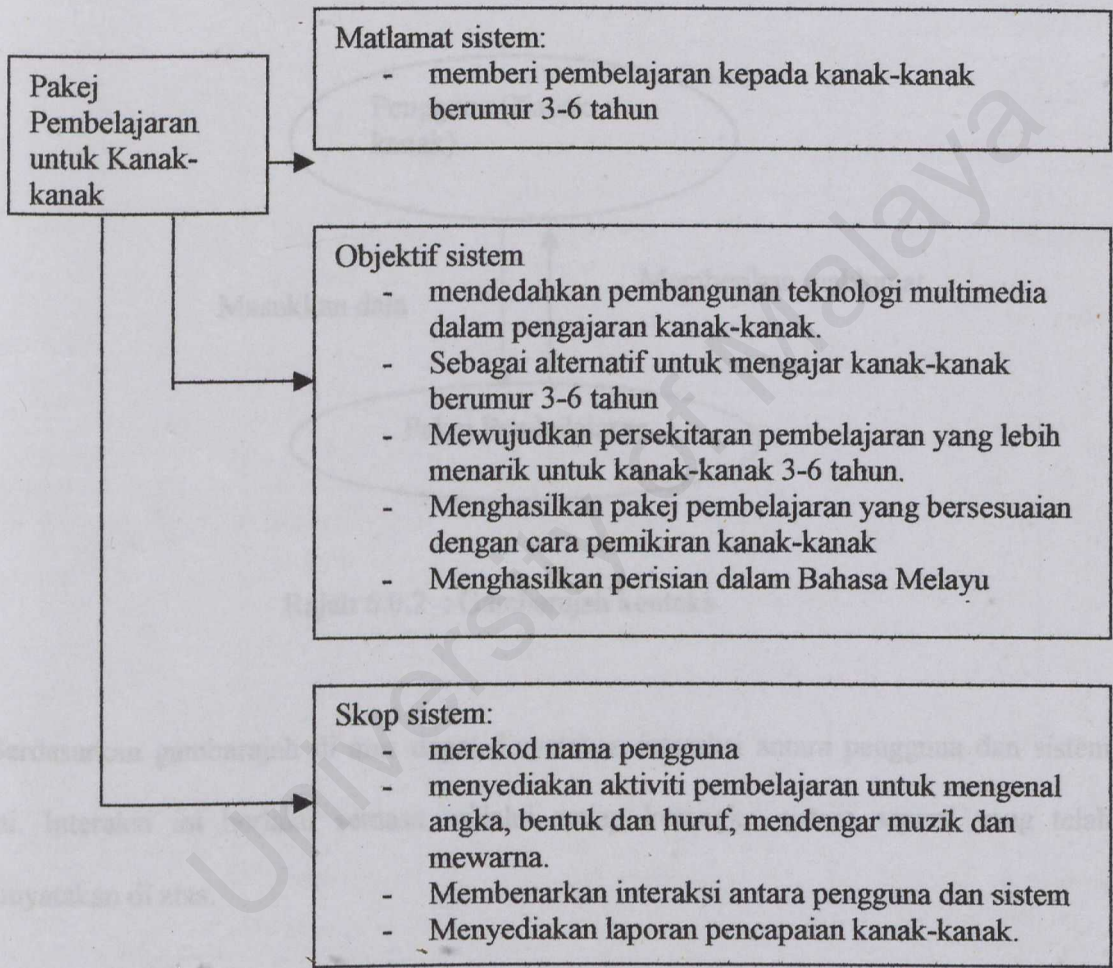 Pakej
Pembelajaran
untuk Kanak-
kanak
Matlamat sistem:
- memberi pembelajaran kepada kanak-kanak
berumur 3-6 tahun
Objektif sistem
- mendedahkan pembangunan teknologi multimedia
dalam pengajaran kanak-kanak.
- Sebagai alternatif untuk mengajar kanak-kanak
berumur 3-6 tahun
- Mewujudkan persekitaran pembelajaran yang lebih
menarik untuk kanak-kanak 3-6 tahun.
- Menghasilkan pakej pembelajaran yang bersesuaian
dengan cara pemikiran kanak-kanak
- Menghasilkan perisian dalam Bahasa Melayu
Skop sistem:
- merekod nama pengguna
- menyediakan aktiviti pembelajaran untuk mengenal
angka, bentuk dan huruf, mendengar muzik dan
mewarna.
- Membenarkan interaksi antara pengguna dan sistem
- Menyediakan laporan pencapaian kanak-kanak.
University of Malaya